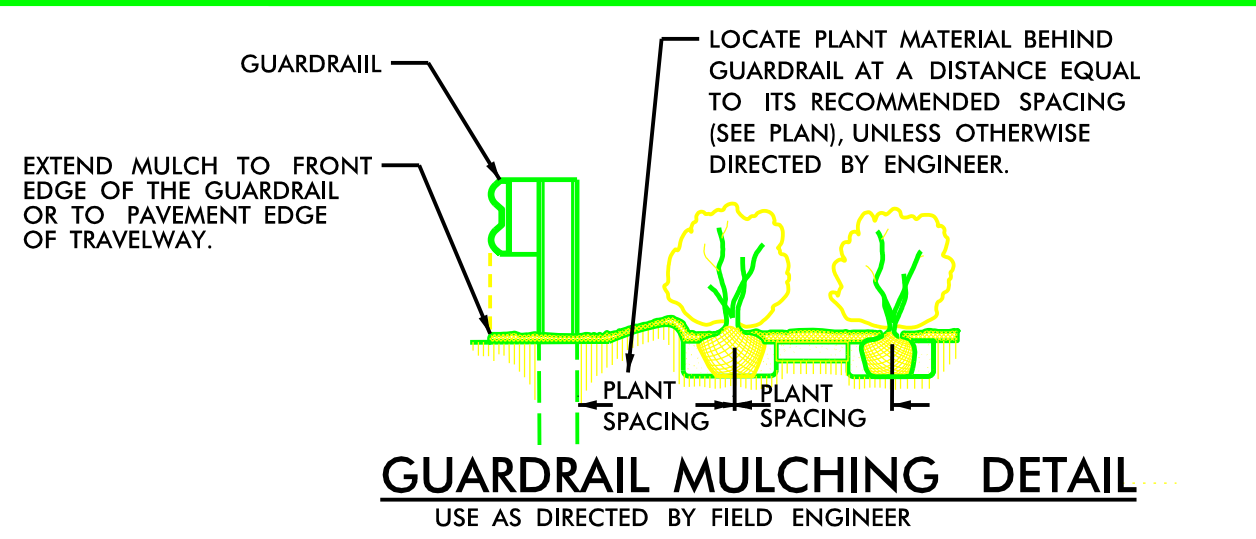 GUARDRAIIL
LOCATE PLANT MATERIAL BEHIND
GUARDRAIL AT A DISTANCE EQUAL
TO ITS RECOMMENDED SPACING
(SEE PLAN), UNLESS OTHERWISE
DIRECTED BY ENGINEER.
EXTEND MULCH TO FRONT
EDGE OF THE GUARDRAIL
OR TO PAVEMENT EDGE
OF TRAVELWAY.
PLANT
SPACING
PLANT
SPACING
GUARDRAIL MULCHING DETAIL
USE AS DIRECTED BY FIELD ENGINEER